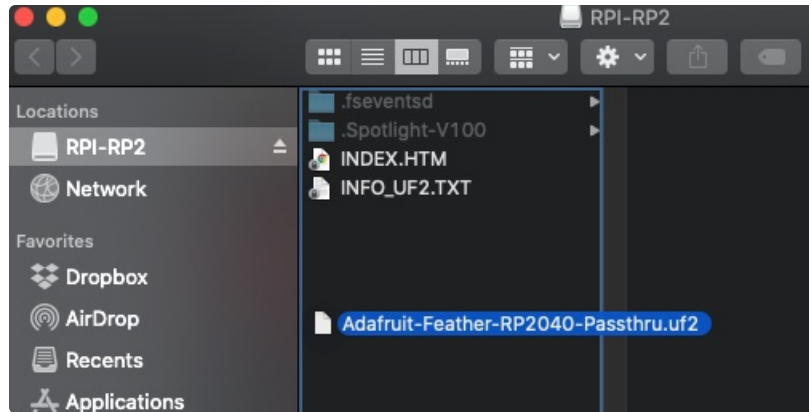 RPI-RP2
Locations
RPI-RP2
Network
Favorites
Dropbox
AirDrop
Recents
Applications
.fseventsd
.Spotlight-V100
INDEX.HTM
INFO_UF2.TXT
Adafruit-Feather-RP2040-Passthru.uf2